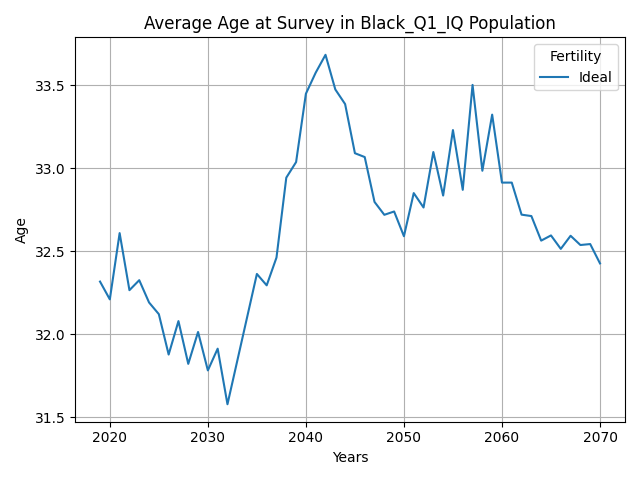 Average Age at Survey in Black_Q1_IQ Population
Fertility
Ideal
Age
33.5
33.0
32.5
32.0
31.5
2020 2030 2040 2050 2060 2070
Years